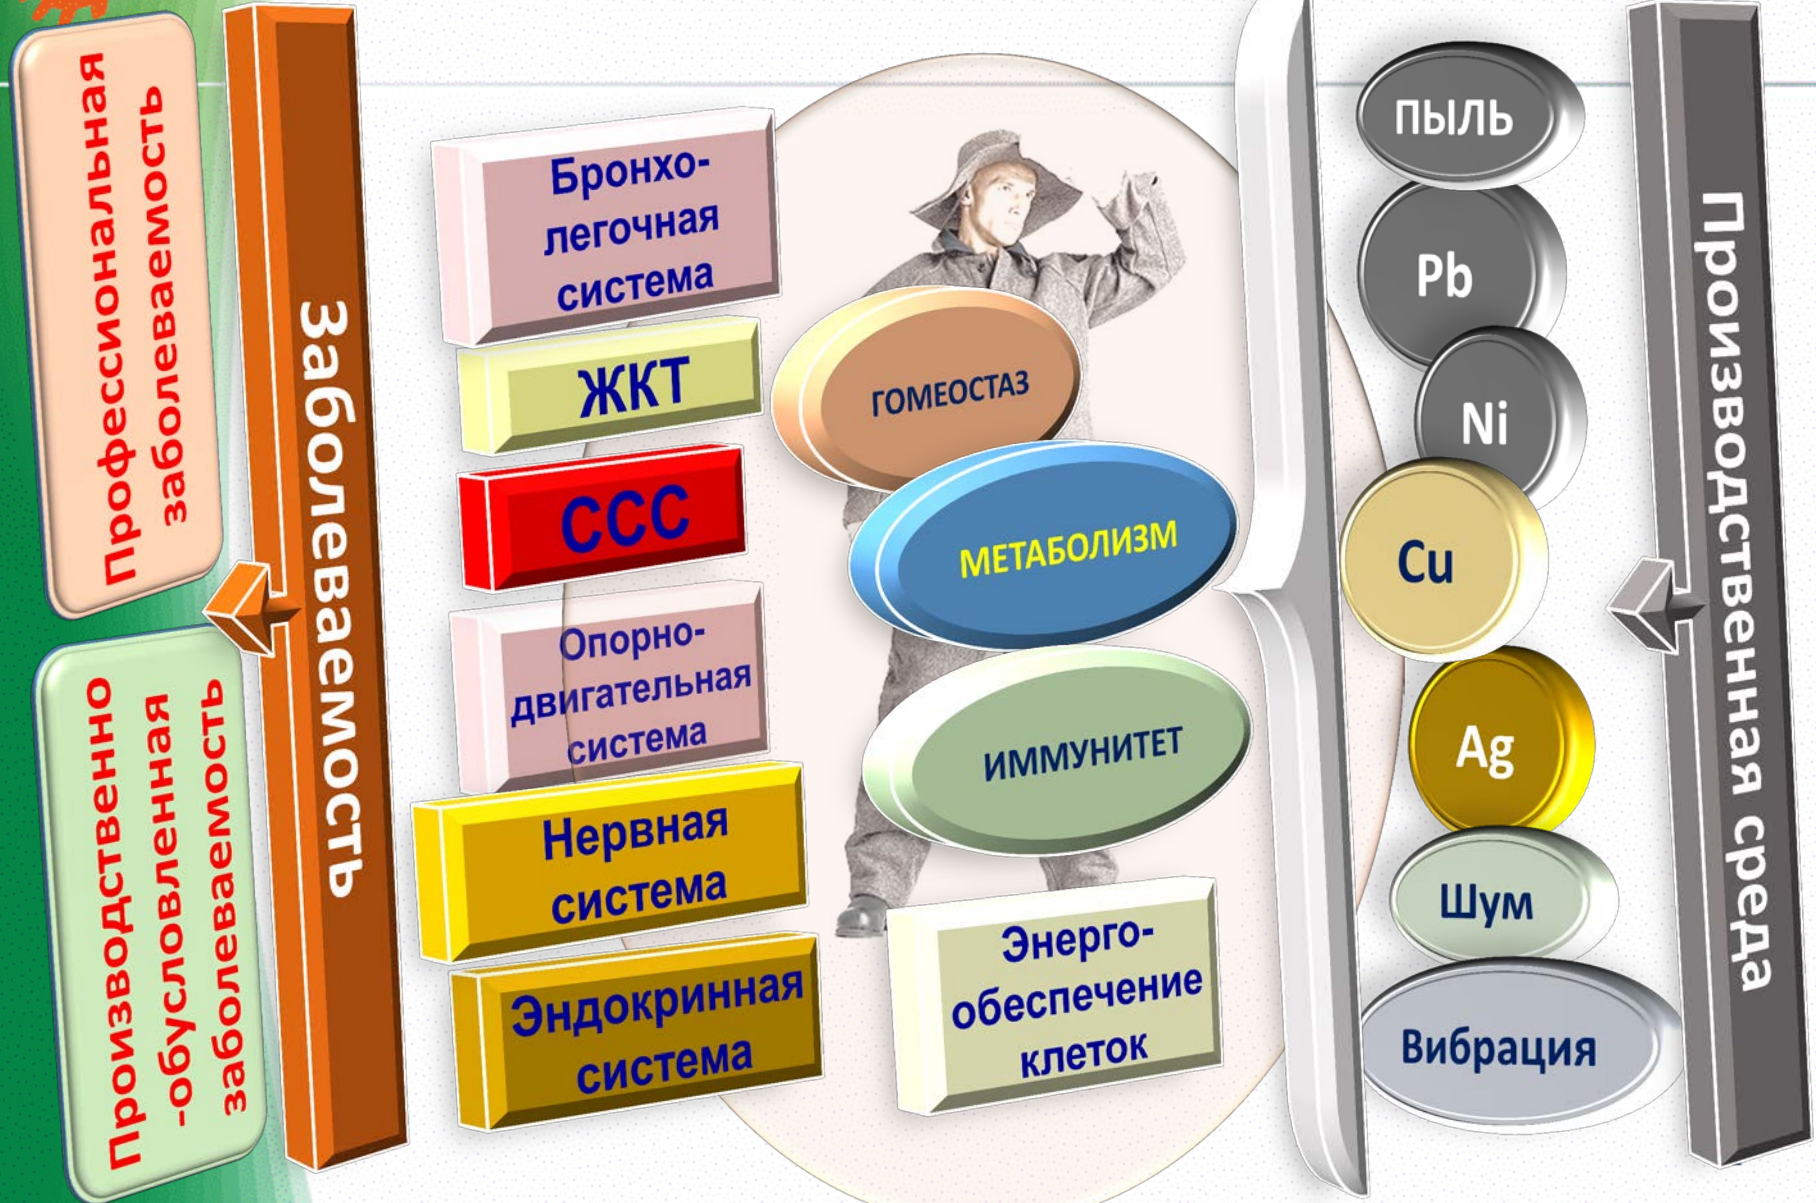 Профессиональная
заболеваемость
Производственно
-обусловленная
заболеваемость
Заболеваемость
Бронхо-
легочная
система
ЖКТ
ССС
Опорно-
двигательная
система
Нервная
система
Эндокринная
система
ГОМЕОСТАЗ
МЕТАБОЛИЗМ
ИММУНИТЕТ
Энерго-
обеспечение
клеток
ПЫЛЬ
Pb
Ni
Cu
Ag
Шум
Вибрация
Производственная среда